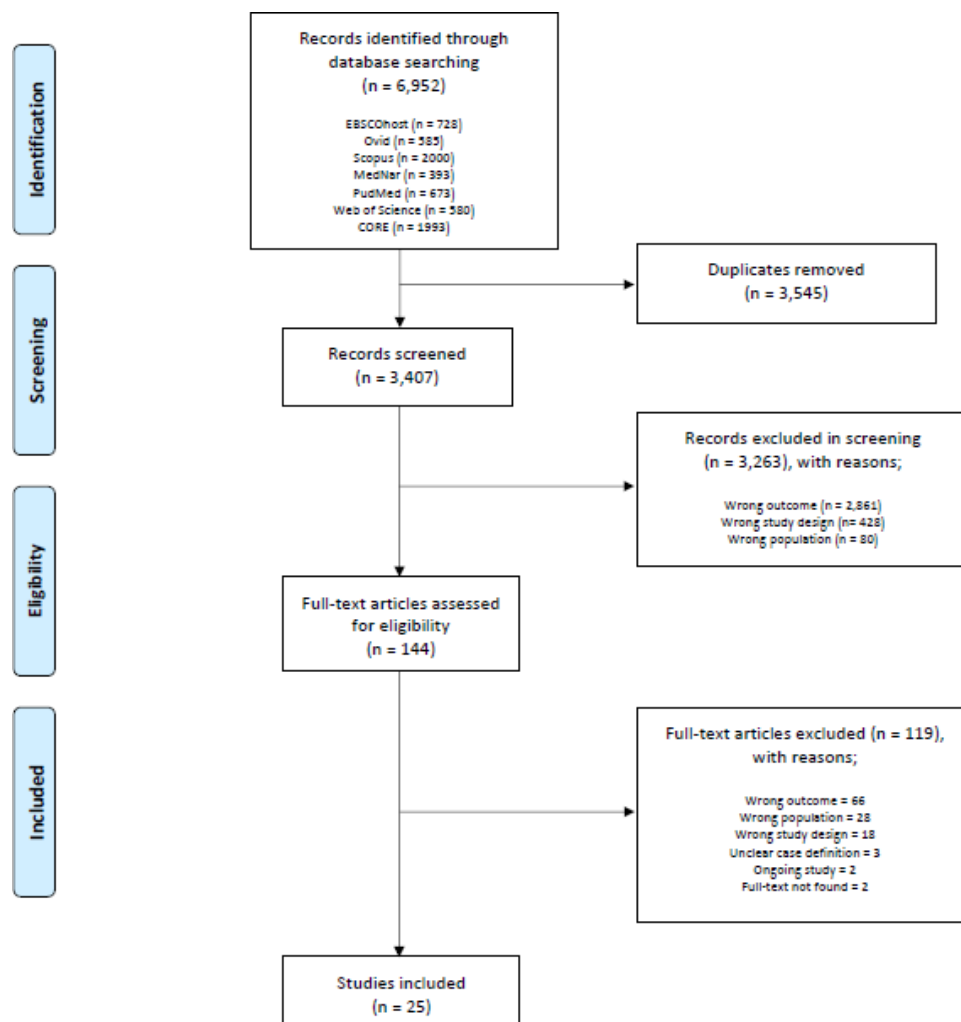 Identification
Records identified through
database searching
(n = 6,952)
EBSCOhost (n = 728)
Ovid (n = 585)
Scopus (n = 2000)
MedNar (n = 393)
PudMed (n = 673)
Web of Science (n = 580)
CORE (n = 1993)
Duplicates removed
(n = 3,545)
Screening
Records screened
(n = 3,407)
Records excluded in screening
(n = 3,263), with reasons;
Wrong outcome (n = 2,861)
Wrong study design (n= 428)
Wrong population (n = 80)
Eligibility
Full-text articles assessed
for eligibility
(n = 144)
Included
Full-text articles excluded (n = 119),
with reasons;
Wrong outcome = 66
Wrong population = 28
Wrong study design = 18
Unclear case definition = 3
Ongoing study = 2
Full-text not found = 2
Studies included
(n = 25)